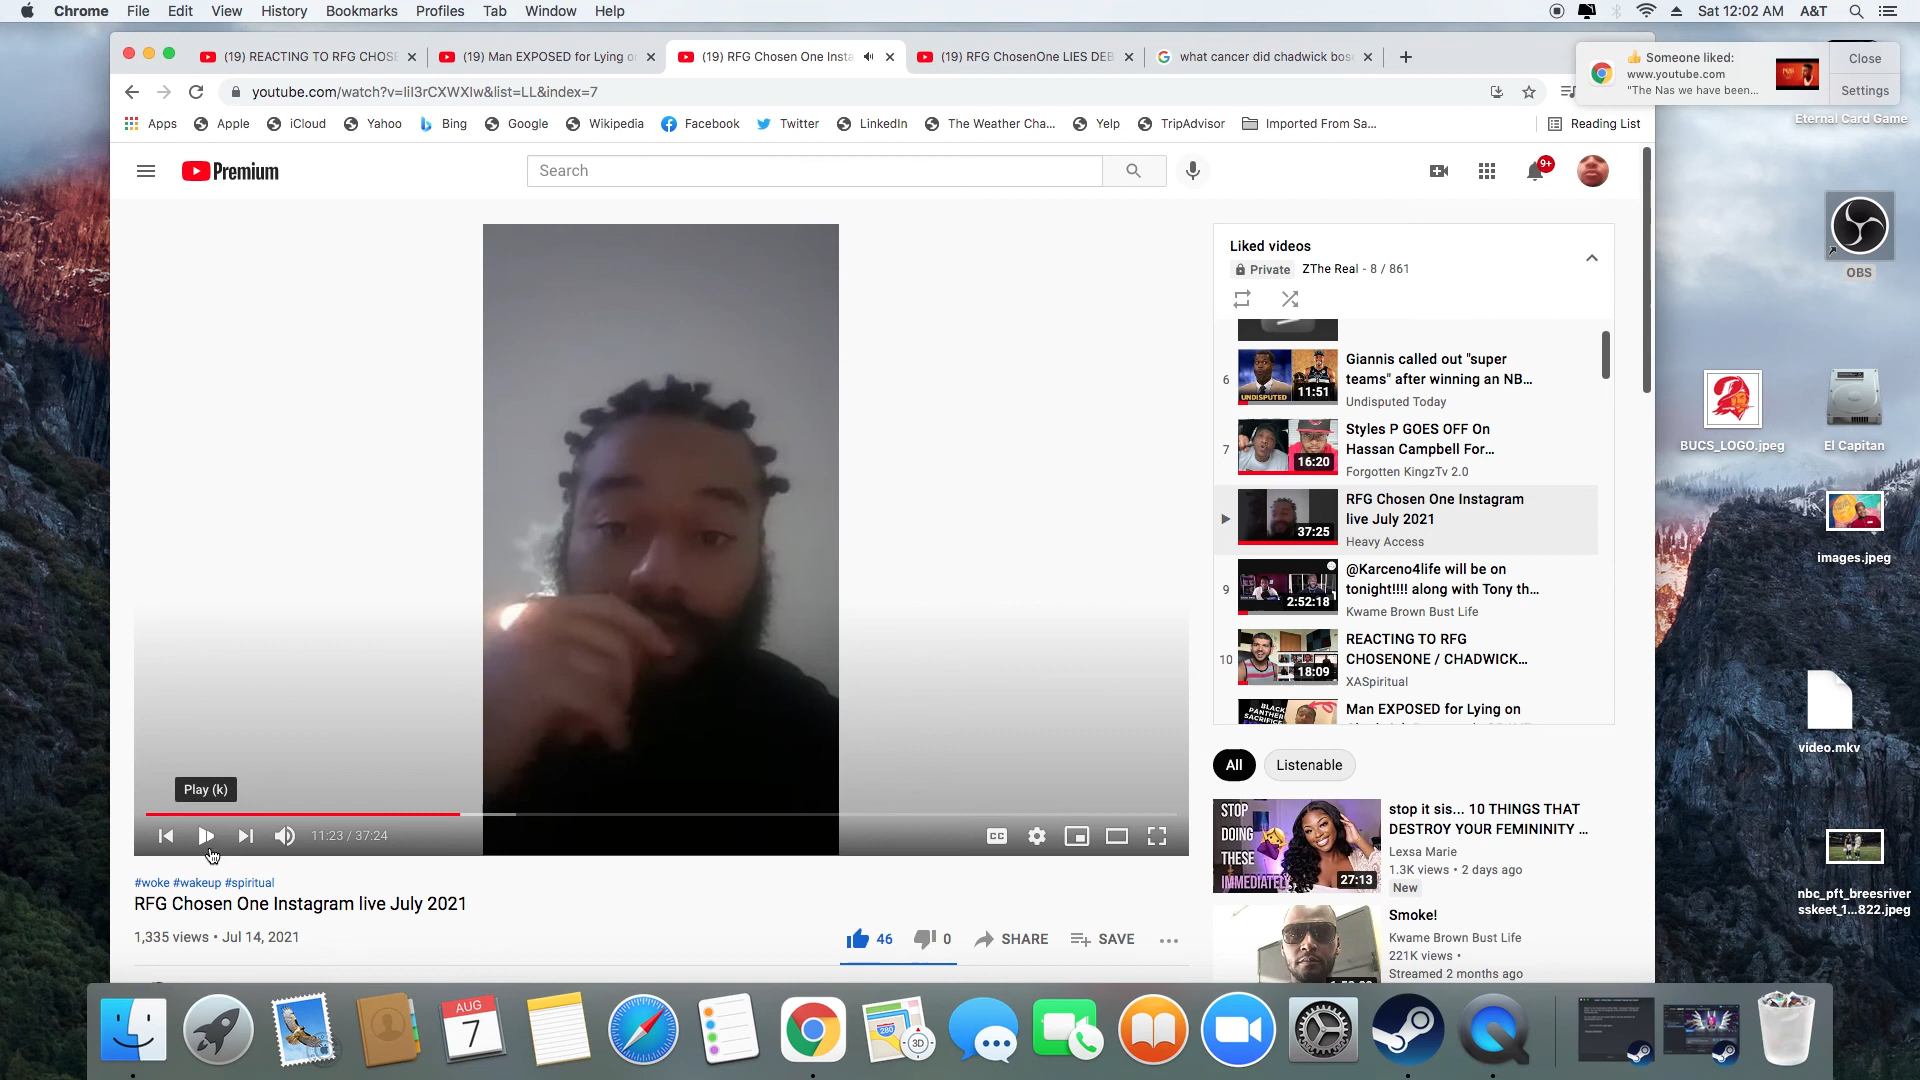 Chrome File Edit View History Bookmarks Profiles Tab Window Help
Sat 12:02 AM A&T
(19) REACTING TO RFG CHOSE
(19) Man EXPOSED for Lying o
(19) RFG Chosen One Insta
(19) RFG ChosenOne LIES DEB
what cancer did chadwick bos
👍 Someone liked:
www.youtube.com
"The Nas we have been...
Close
Settings
youtube.com/watch?v=liI3rCXWXIw&list=LL&index=7
Apps Apple iCloud Yahoo Bing Google Wikipedia Facebook Twitter LinkedIn The Weather Cha... Yelp TripAdvisor Imported From Sa... Reading List
Eternal Card Game
Premium
Search
9+
OBS
BUCS_LOGO.jpeg
El Capitan
images.jpeg
video.mkv
nbc_pft_breesriver
sskeet_1...822.jpeg
Liked videos
Private ZThe Real - 8 / 861
6
UNDISPUTED
11:51
Giannis called out "super
teams" after winning an NB...
Undisputed Today
7
16:20
Styles P GOES OFF On
Hassan Campbell For...
Forgotten KingzTv 2.0
37:25
RFG Chosen One Instagram
live July 2021
Heavy Access
9
2:52:18
@Karceno4life will be on
tonight!!!! along with Tony th...
Kwame Brown Bust Life
10
18:09
REACTING TO RFG
CHOSENONE / CHADWICK...
XASpiritual
BLACK
PANTHER
SACRIFICE
Man EXPOSED for Lying on
Play (k)
11:23 / 37:24
CC
All
Listenable
#woke #wakeup #spiritual
RFG Chosen One Instagram live July 2021
1,335 views • Jul 14, 2021
46
0
SHARE
SAVE
STOP
DOING
THESE
IMMEDIATELY
27:13
stop it sis... 10 THINGS THAT
DESTROY YOUR FEMININITY ...
Lexsa Marie
1.3K views • 2 days ago
New
Smoke!
Kwame Brown Bust Life
221K views •
Streamed 2 months ago
AUG
7
280
3D